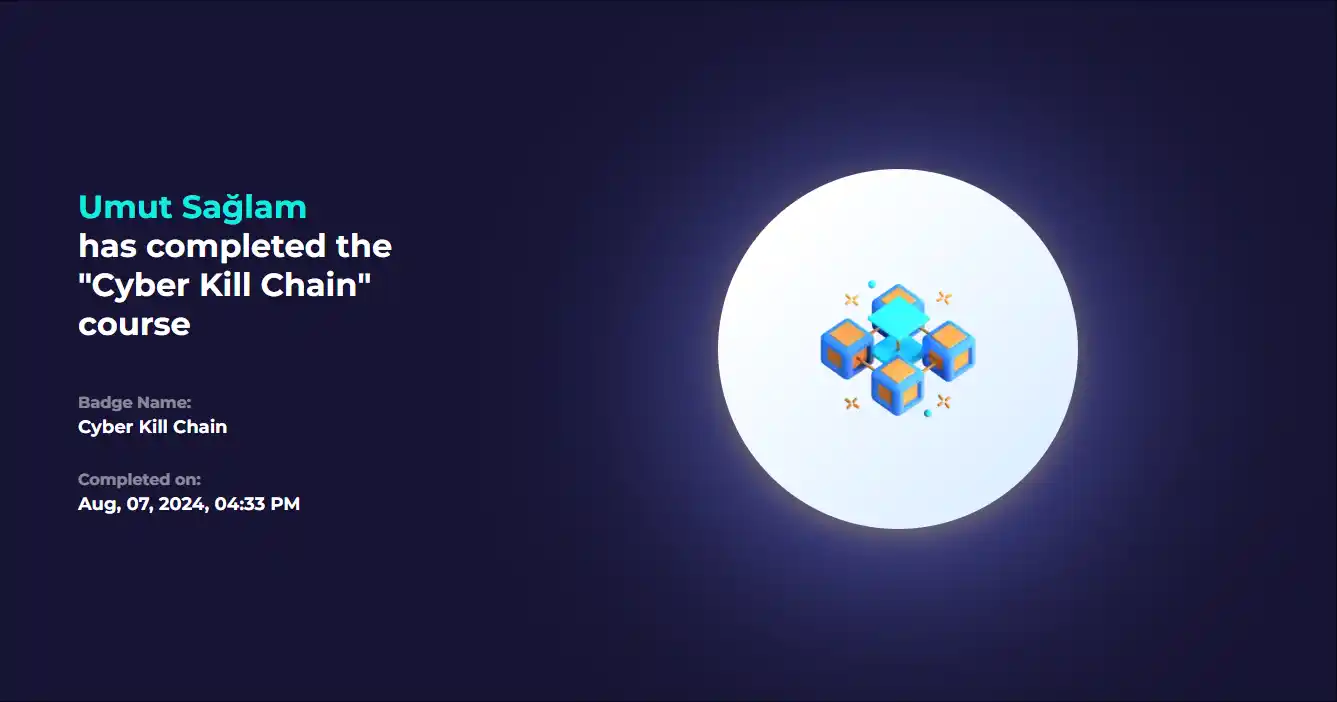 Umut Sağlam
has completed the
"Cyber Kill Chain"
course
Badge Name:
Cyber Kill Chain
Completed on:
Aug, 07, 2024, 04:33 PM